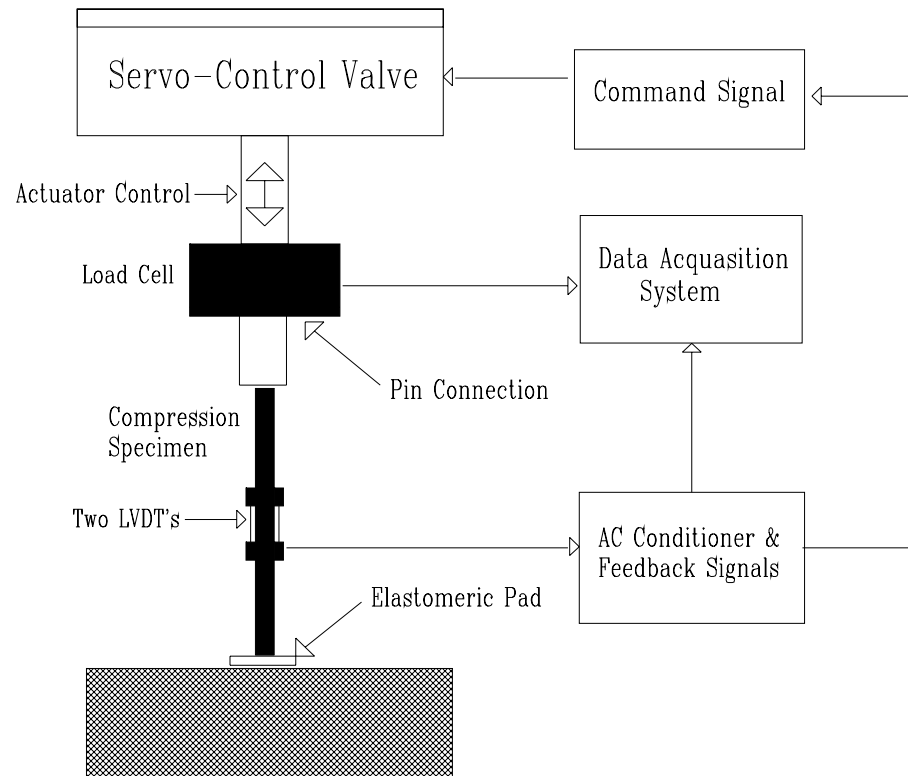 Servo-Control Valve
Command Signal
Actuator Control
Load Cell
Data Acquasition
System
Pin Connection
Compression
Specimen
Two LVDT's
AC Conditioner &
Feedback Signals
Elastomeric Pad